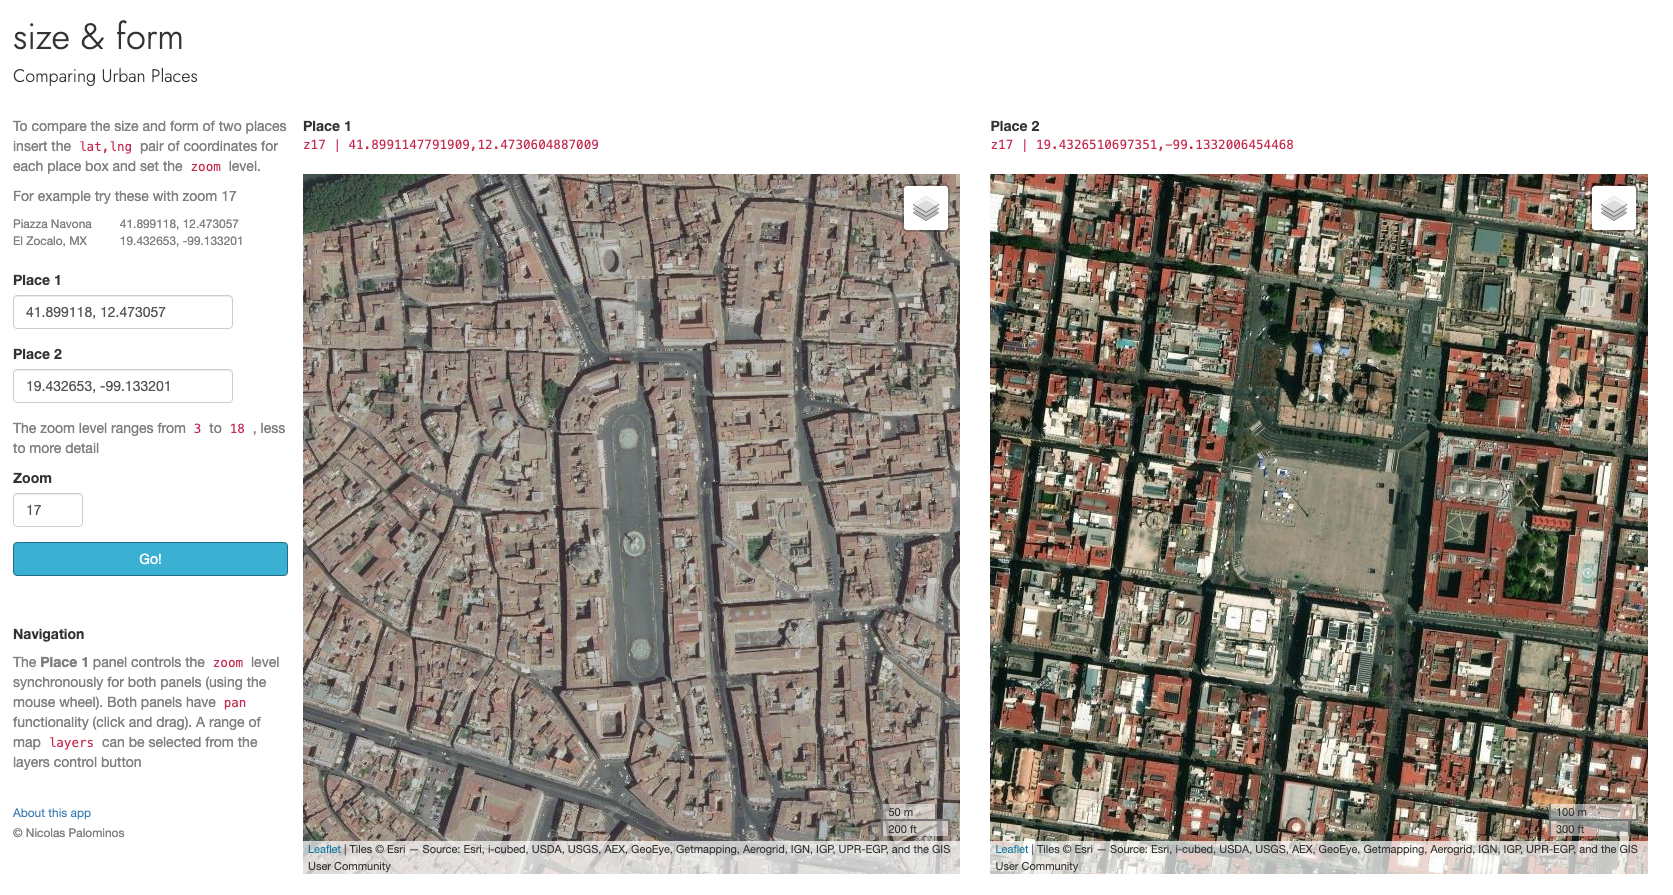 size & form
Comparing Urban Places
To compare the size and form of two places
insert the lat,lng pair of coordinates for
each place box and set the zoom level.
For example try these with zoom 17
Piazza Navona 41.899118, 12.473057
El Zocalo, MX 19.432653, -99.133201
Place 1
41.899118, 12.473057
Place 2
19.432653, -99.133201
The zoom level ranges from 3 to 18 , less
to more detail
Zoom
17
Go!
Navigation
The Place 1 panel controls the zoom level
synchronously for both panels (using the
mouse wheel). Both panels have pan
functionality (click and drag). A range of
map layers can be selected from the
layers control button
About this app
© Nicolas Palominos
Place 1
z17 | 41.8991147791909,12.4730604887009
50 m
200 ft
Leaflet | Tiles © Esri — Source: Esri, i-cubed, USDA, USGS, AEX, GeoEye, Getmapping, Aerogrid, IGN, IGP, UPR-EGP, and the GIS
User Community
Place 2
z17 | 19.4326510697351,-99.1332006454468
100 m
300 ft
Leaflet | Tiles © Esri — Source: Esri, i-cubed, USDA, USGS, AEX, GeoEye, Getmapping, Aerogrid, IGN, IGP, UPR-EGP, and the GIS
User Community